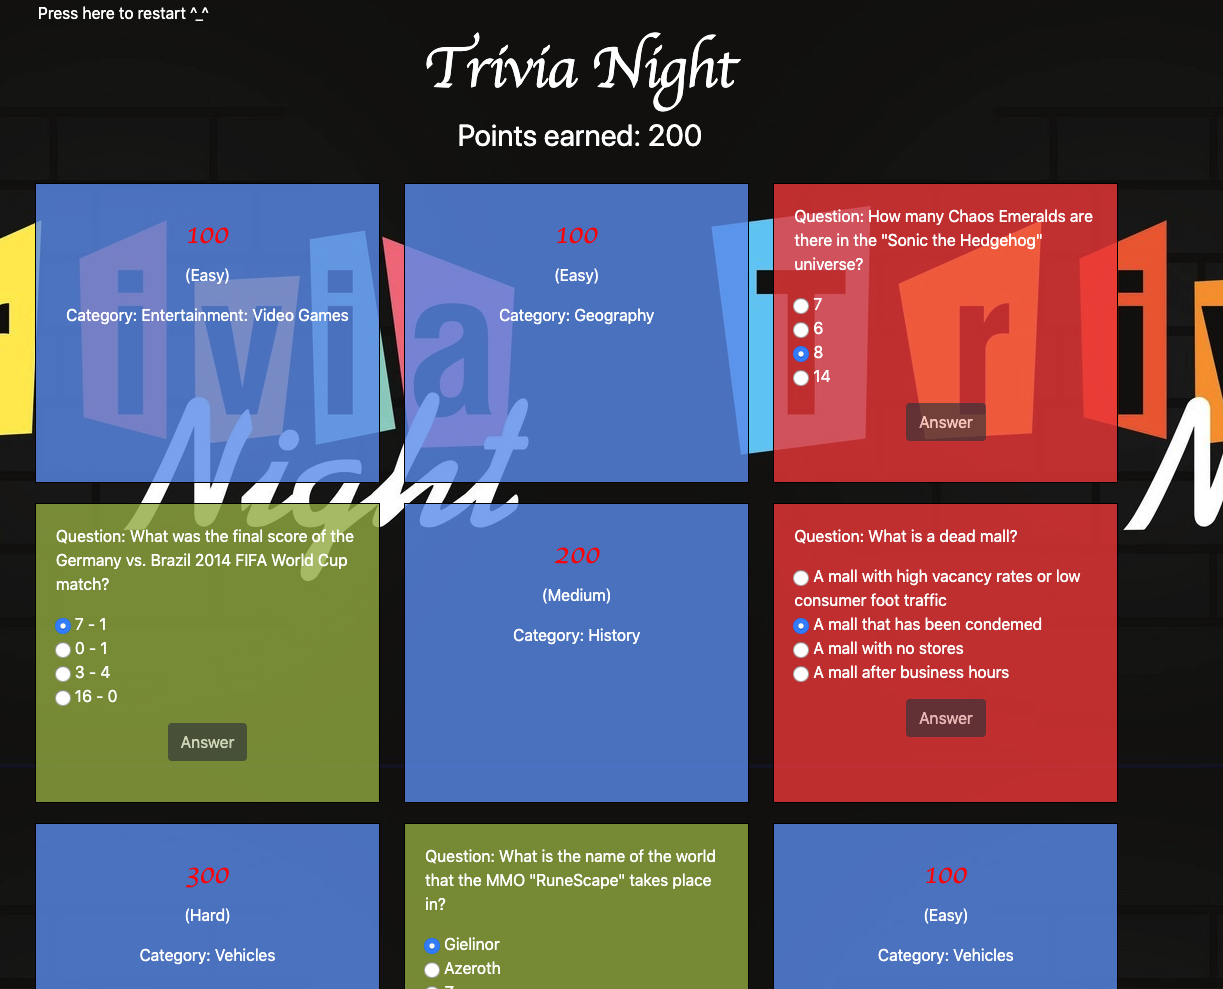 Press here to restart ^_^
Trivia Night
Points earned: 200
100
(Easy)
Category: Entertainment: Video Games
100
(Easy)
Category: Geography
Question: How many Chaos Emeralds are
there in the "Sonic the Hedgehog"
universe?
7
6
8
14
Answer
Trivia
Night
Tri
N
Question: What was the final score of the
Germany vs. Brazil 2014 FIFA World Cup
match?
7 - 1
0 - 1
3 - 4
16 - 0
Answer
200
(Medium)
Category: History
Question: What is a dead mall?
A mall with high vacancy rates or low
consumer foot traffic
A mall that has been condemed
A mall with no stores
A mall after business hours
Answer
300
(Hard)
Category: Vehicles
Question: What is the name of the world
that the MMO "RuneScape" takes place
in?
Gielinor
Azeroth
100
(Easy)
Category: Vehicles